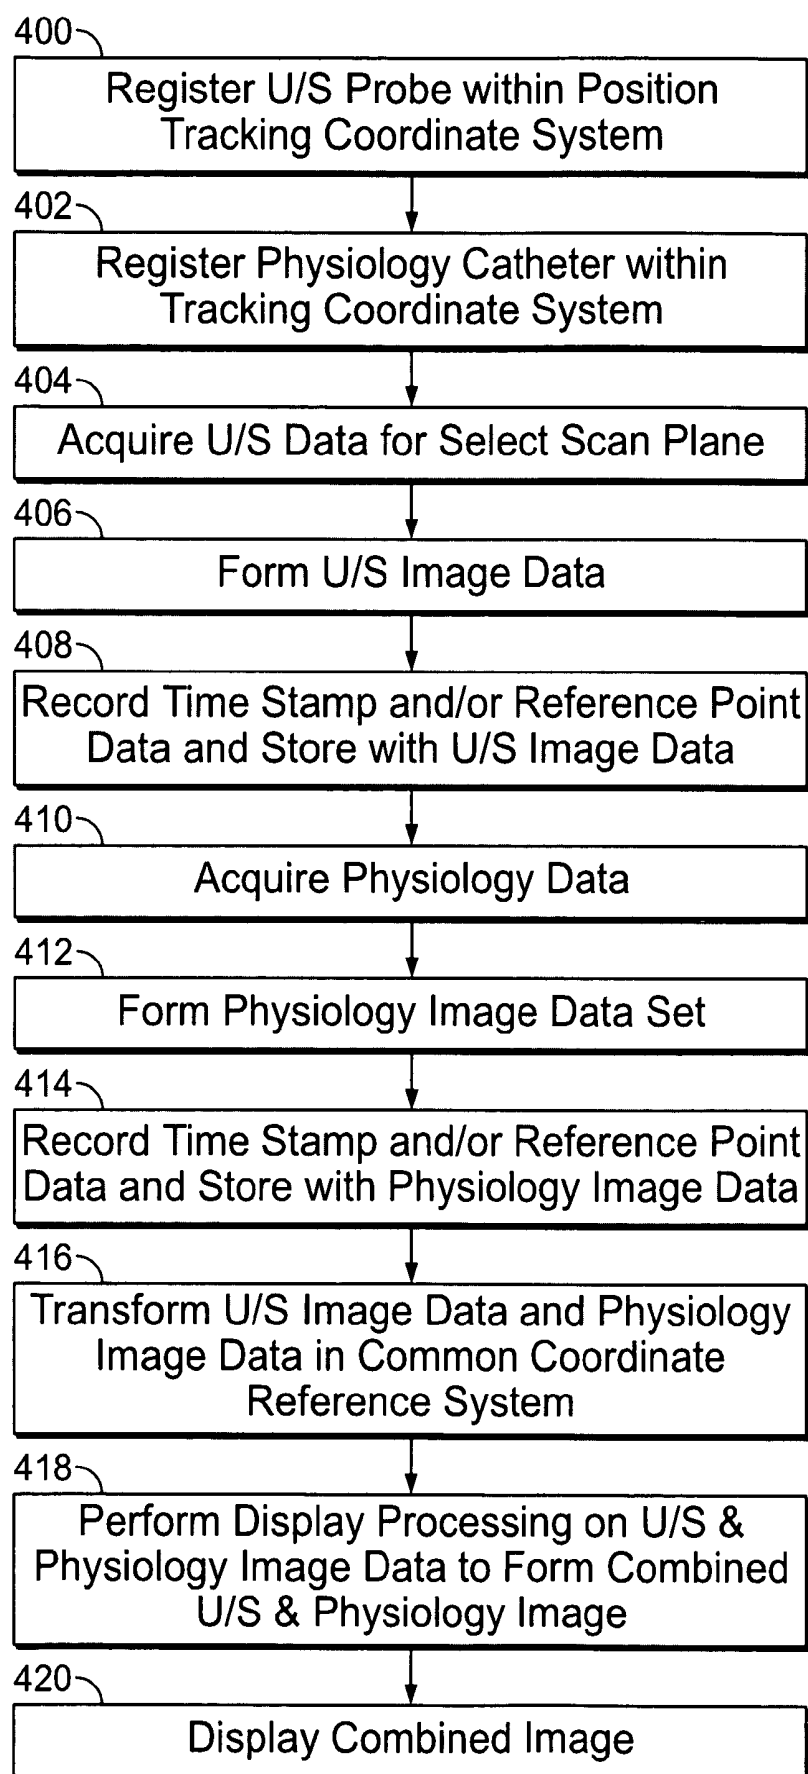 400
Register U/S Probe within Position
Tracking Coordinate System
402
Register Physiology Catheter within
Tracking Coordinate System
404
Acquire U/S Data for Select Scan Plane
406
Form U/S Image Data
408
Record Time Stamp and/or Reference Point
Data and Store with U/S Image Data
410
Acquire Physiology Data
412
Form Physiology Image Data Set
414
Record Time Stamp and/or Reference Point
Data and Store with Physiology Image Data
416
Transform U/S Image Data and Physiology
Image Data in Common Coordinate
Reference System
418
Perform Display Processing on U/S &
Physiology Image Data to Form Combined
U/S & Physiology Image
420
Display Combined Image